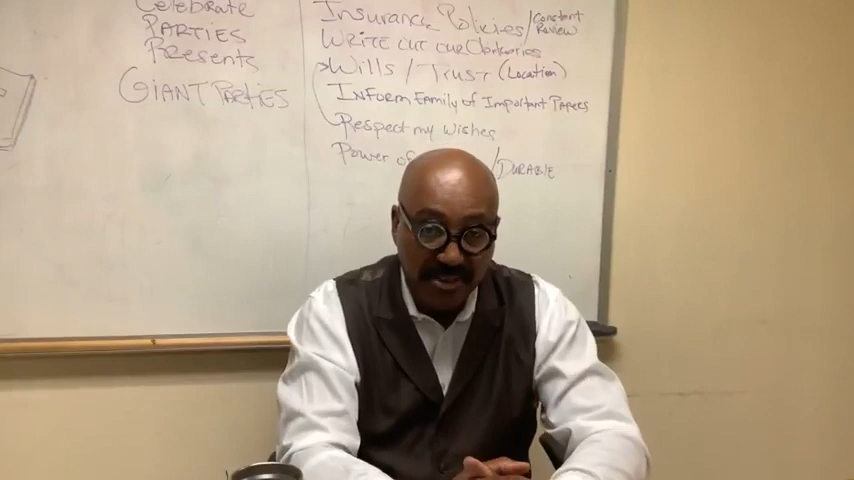 Celebrate
PARTIES
Presents
GIANT PARTIES
Insurance Policies / Constant Review
WRITE OUT OUR Obituaries
Wills / TRUST (Location)
INFORM Family of Important Papers
Respect my Wishes
Power of / DURABLE